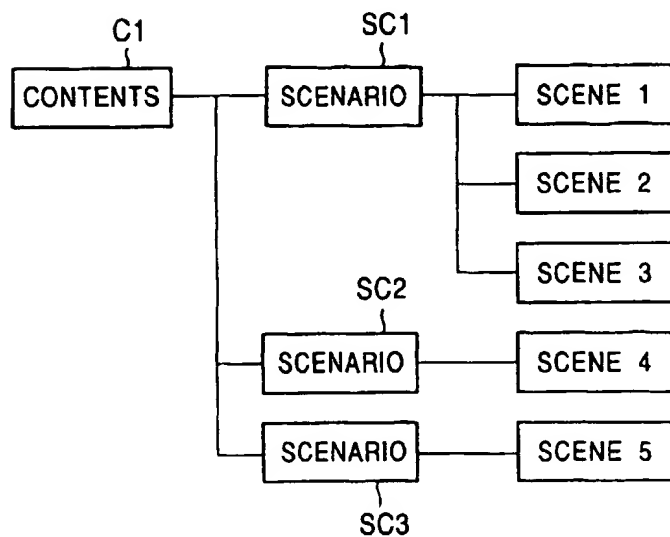 C1
SC1
CONTENTS
SCENARIO
SCENE 1
SCENE 2
SCENE 3
SC2
SCENARIO
SCENE 4
SCENARIO
SCENE 5
SC3